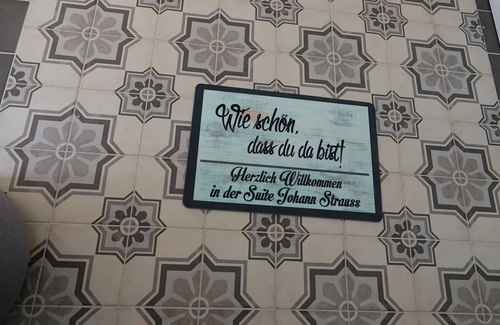 Wie schön,
dass du da bist!
Herzlich Willkommen
in der Suite Johann Strauss